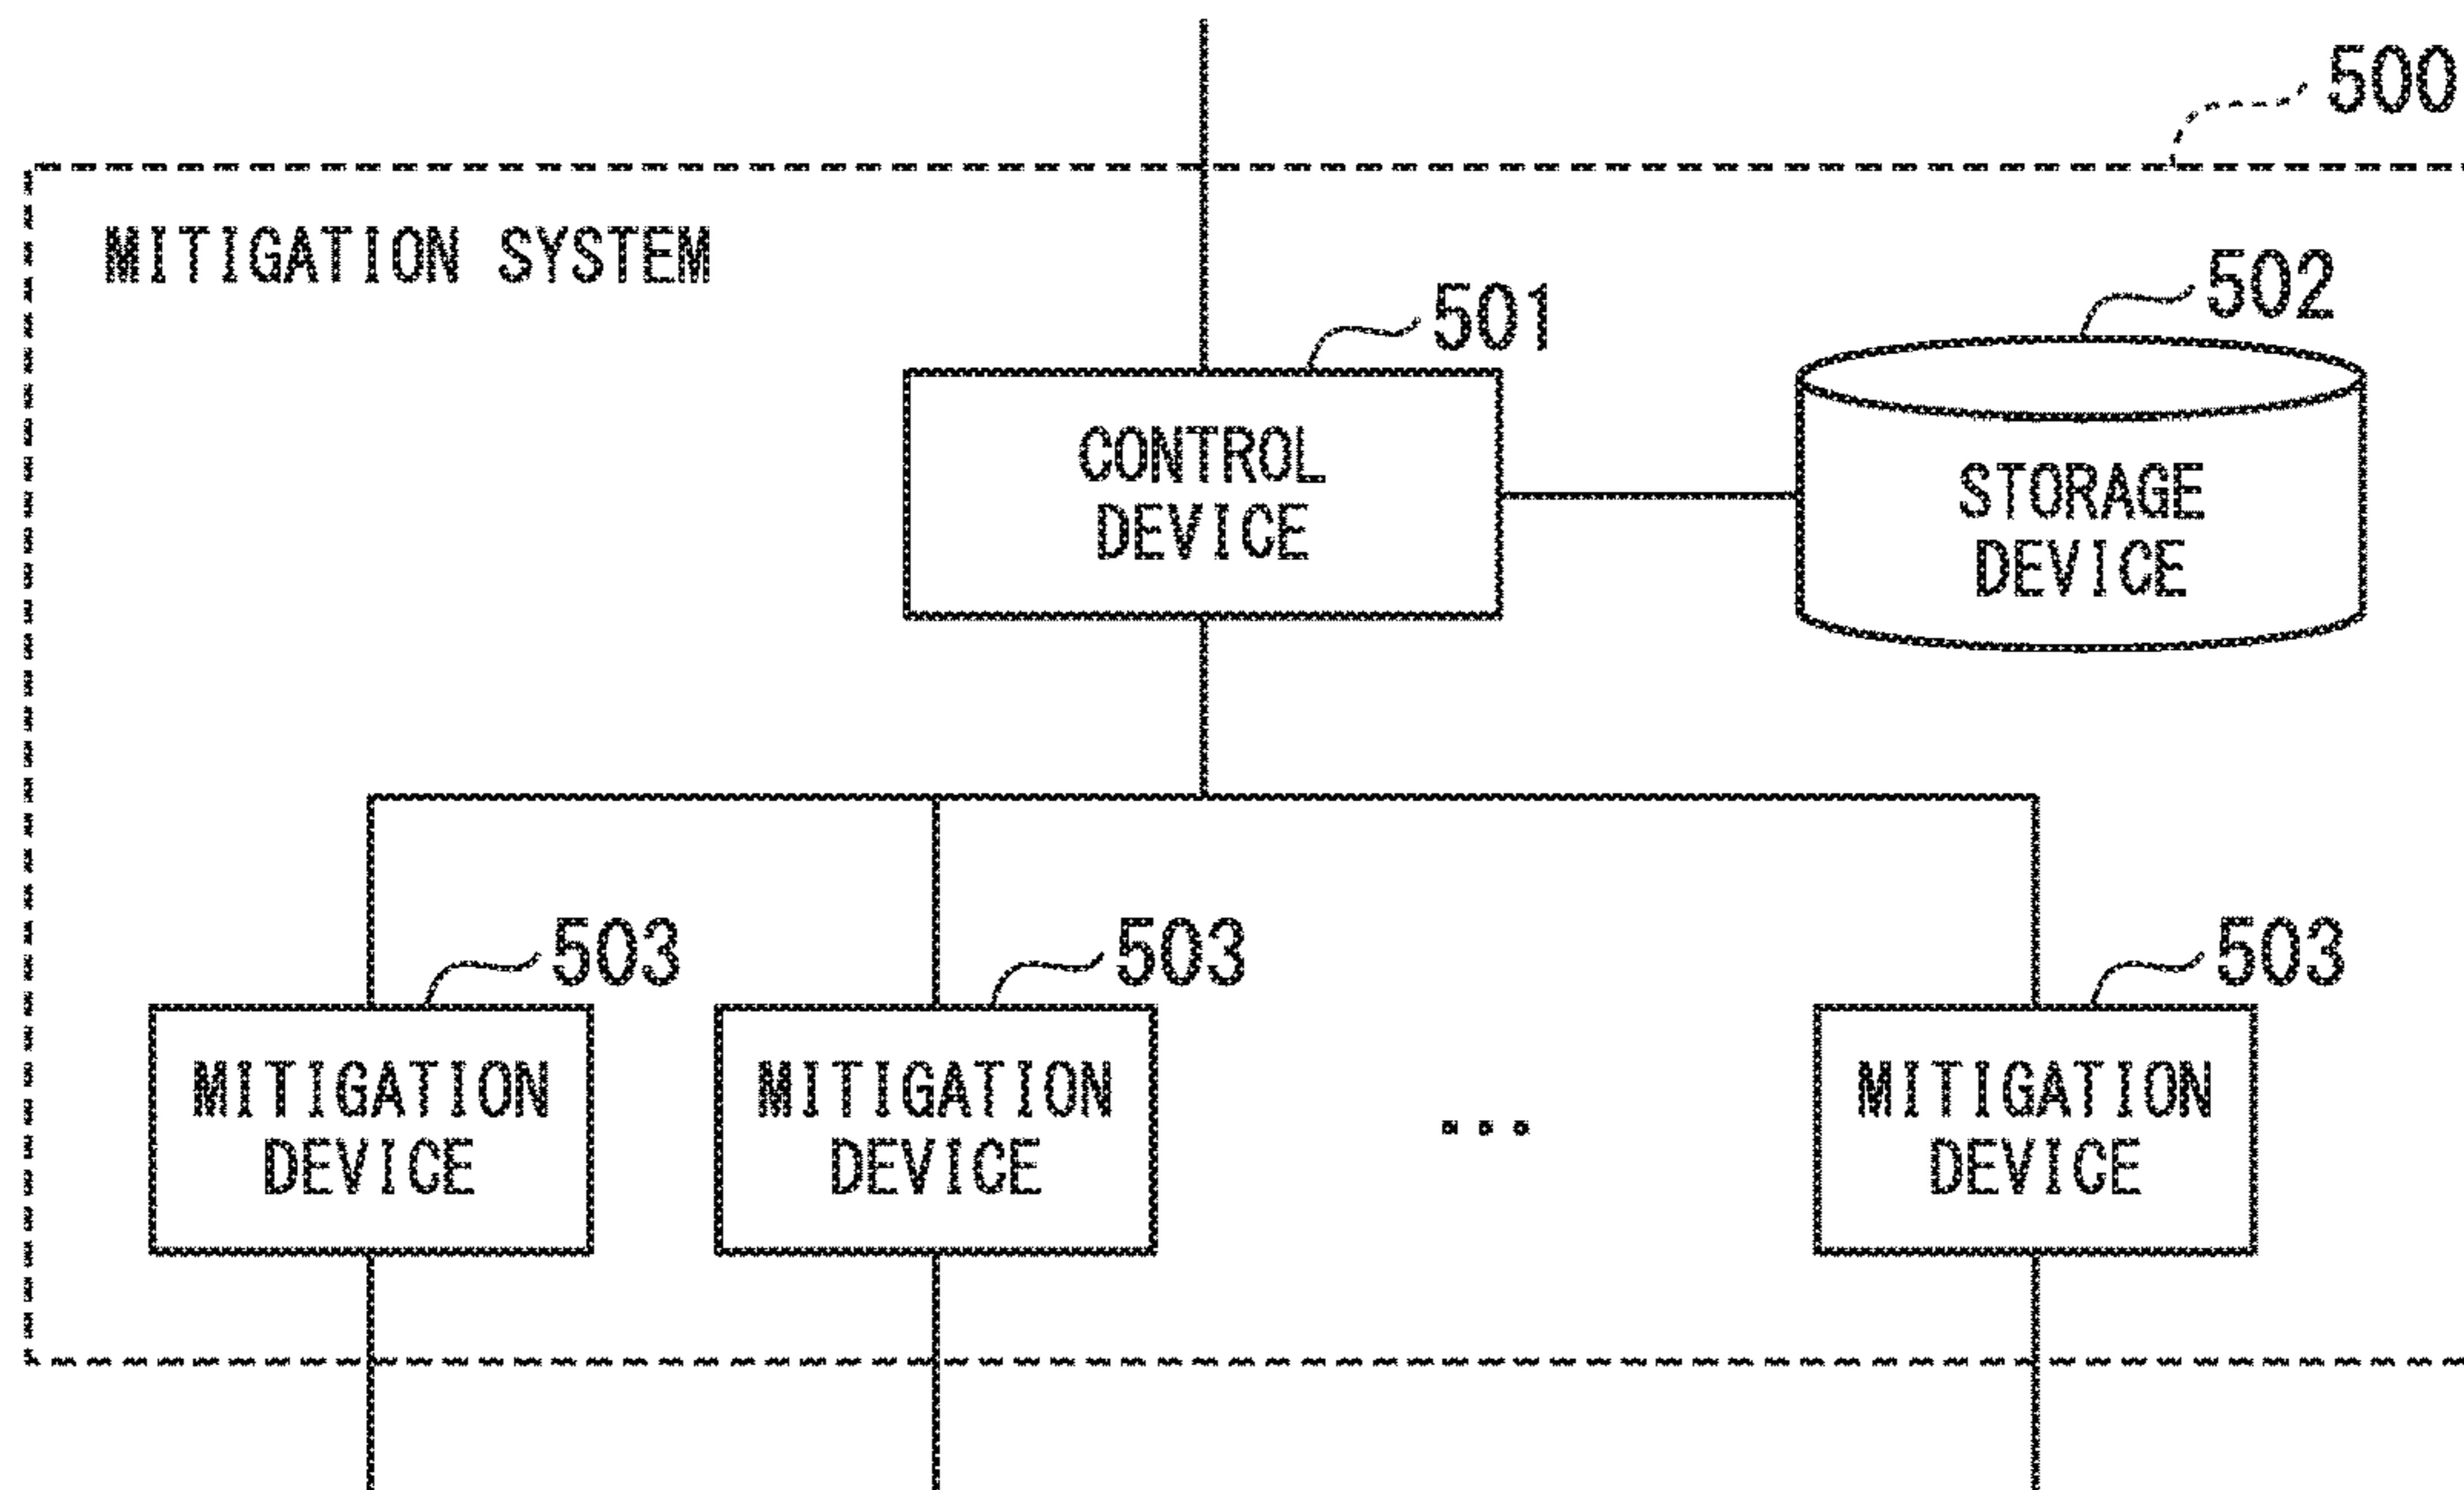 500
MITIGATION SYSTEM
502
501
CONTROL
DEVICE
STORAGE
DEVICE
503
503
503
MITIGATION
DEVICE
MITIGATION
DEVICE
...
MITIGATION
DEVICE